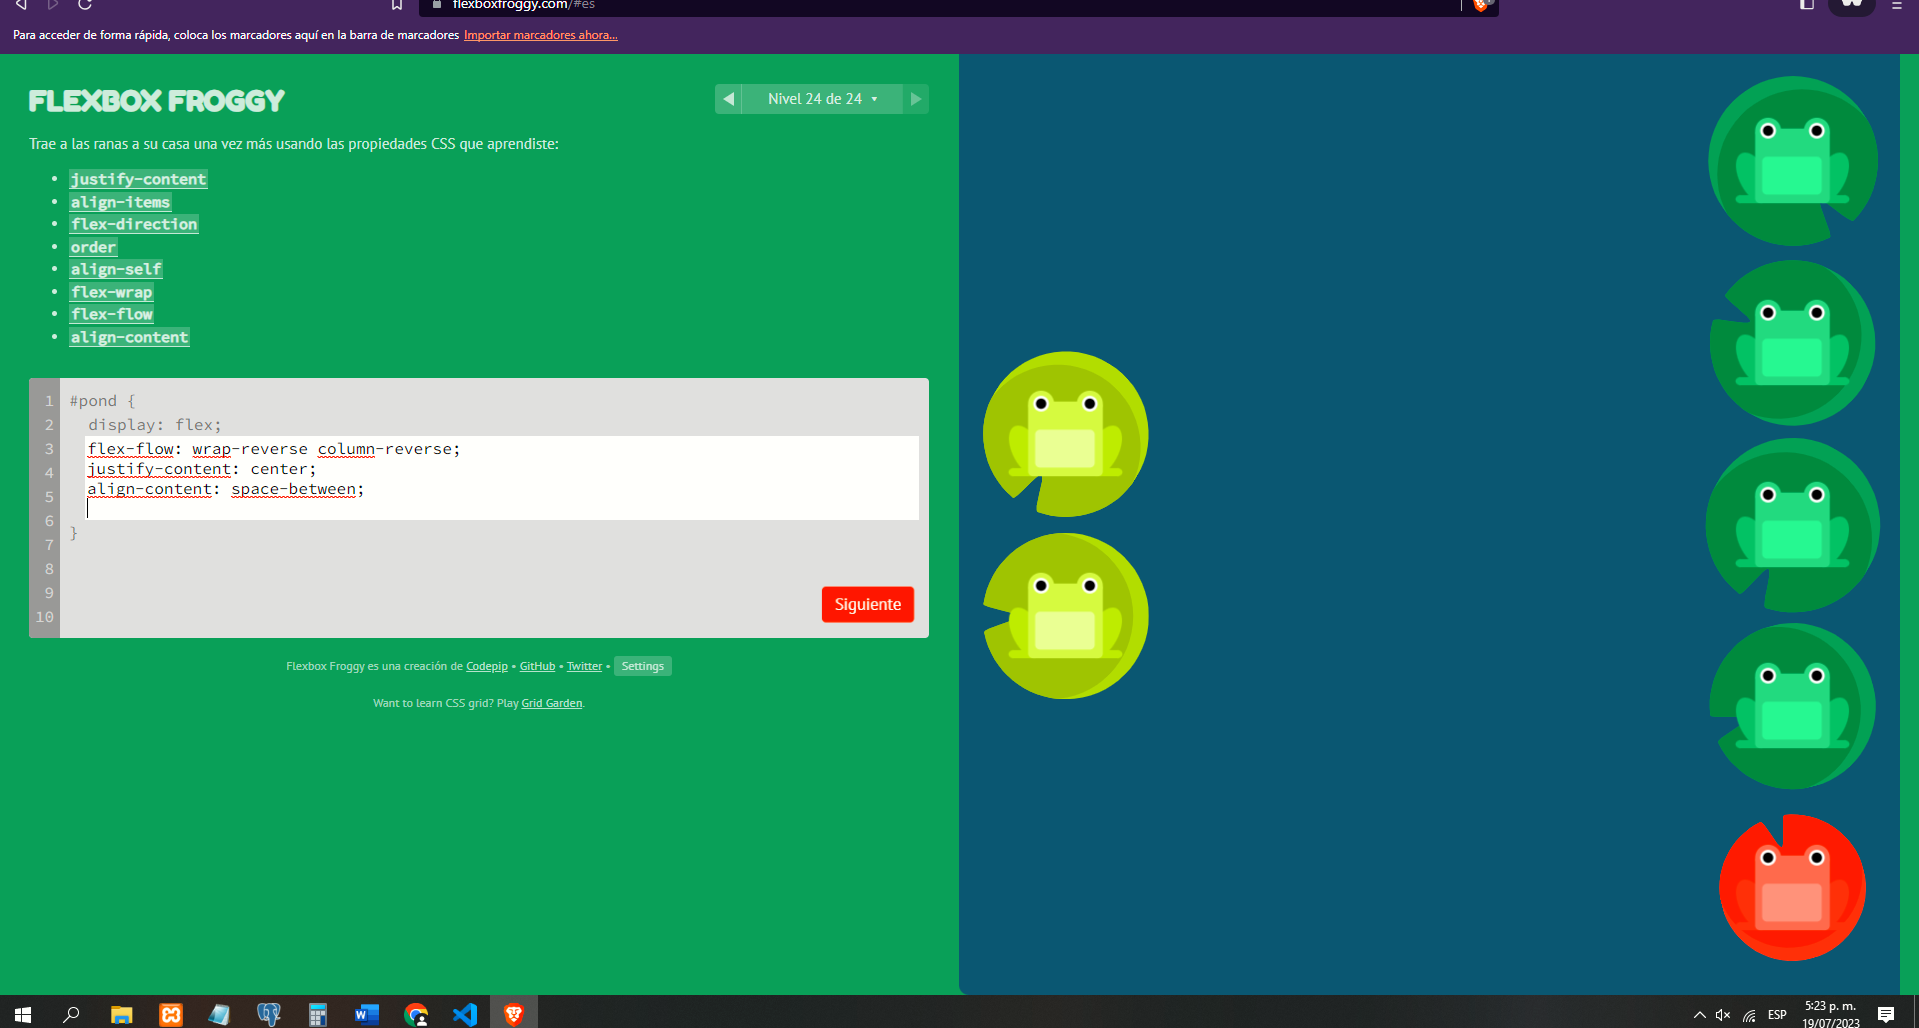 flexboxfroggy.com/#es
Para acceder de forma rápida, coloca los marcadores aquí en la barra de marcadores Importar marcadores ahora...
FLEXBOX FROGGY
Nivel 24 de 24
Trae a las ranas a su casa una vez más usando las propiedades CSS que aprendiste:
justify-content
align-items
flex-direction
order
align-self
flex-wrap
flex-flow
align-content
1 #pond {
2 display: flex;
3 flex-flow: wrap-reverse column-reverse;
4 justify-content: center;
5 align-content: space-between;
6
7 }
8
9
10
Siguiente
Flexbox Froggy es una creación de Codepip • GitHub • Twitter • Settings
Want to learn CSS grid? Play Grid Garden.
ESP
5:23 p. m.
19/07/2023